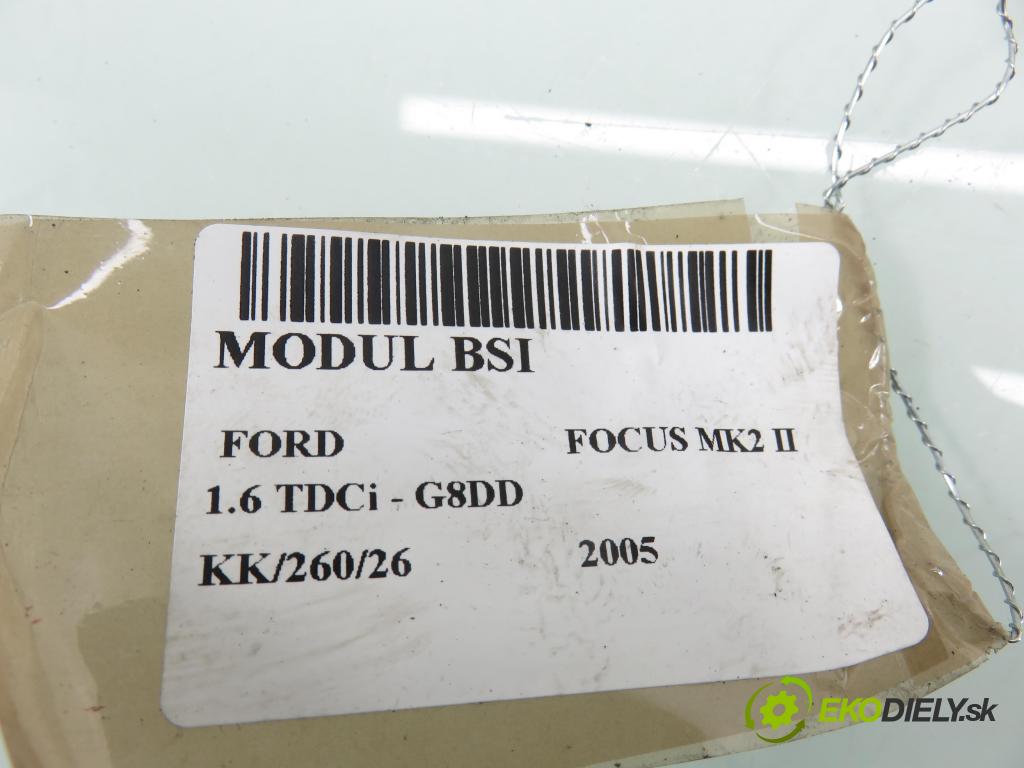 MODUL BSI
FORD FOCUS MK2 II
1.6 TDCi - G8DD
KK/260/26 2005
EKODIELY.sk